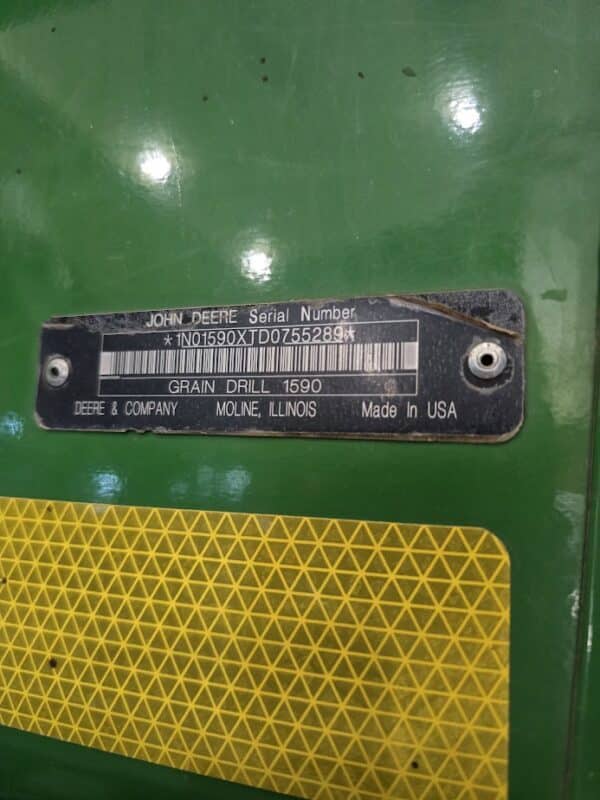 JOHN DEERE Serial Number
*1N01590XTD0755289*
GRAIN DRILL 1590
DEERE & COMPANY MOLINE, ILLINOIS Made In USA